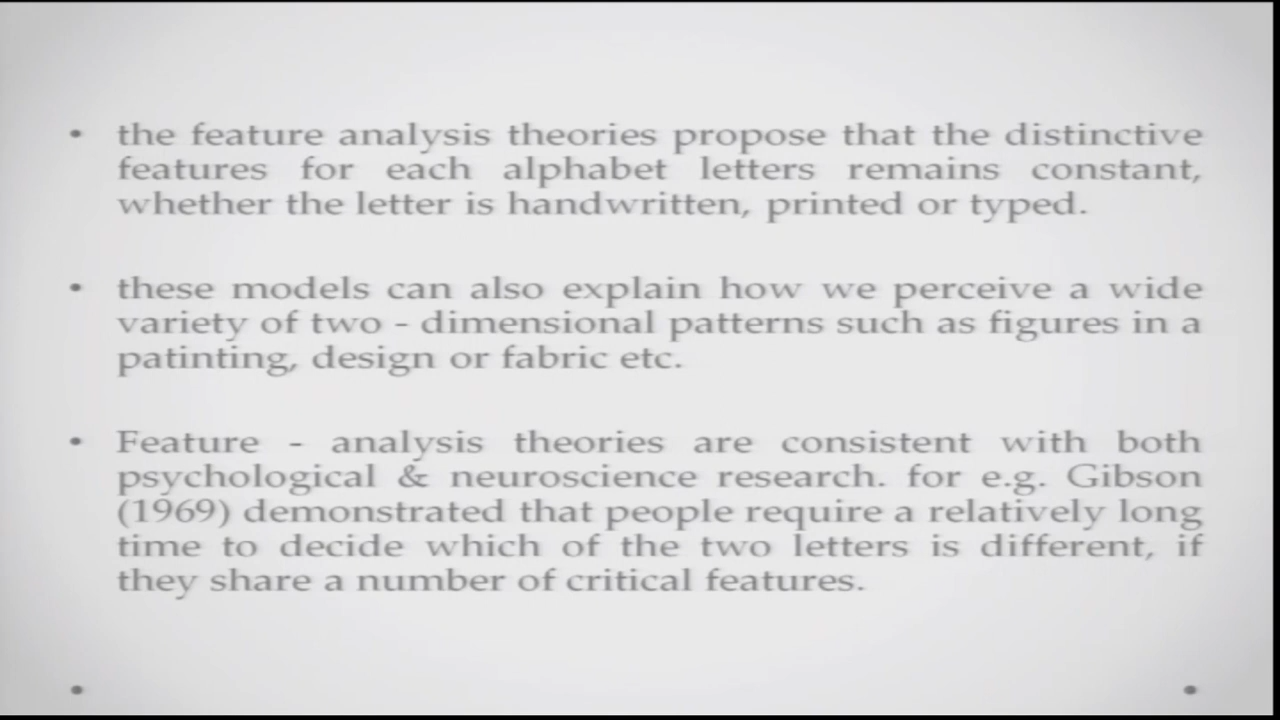 • the feature analysis theories propose that the distinctive
features for each alphabet letters remains constant,
whether the letter is handwritten, printed or typed.
• these models can also explain how we perceive a wide
variety of two - dimensional patterns such as figures in a
patinting, design or fabric etc.
• Feature - analysis theories are consistent with both
psychological & neuroscience research. for e.g. Gibson
(1969) demonstrated that people require a relatively long
time to decide which of the two letters is different, if
they share a number of critical features.